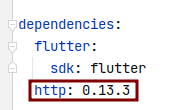 dependencies:
  flutter:
    sdk: flutter
  http: 0.13.3